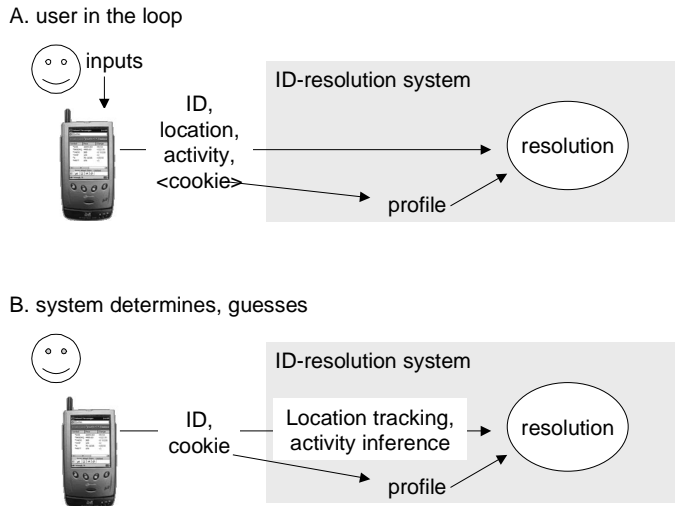 A. user in the loop
inputs
ID-resolution system
ID,
location,
activity,
<cookie>
resolution
profile
B. system determines, guesses
ID-resolution system
ID,
cookie
Location tracking,
activity inference
resolution
profile